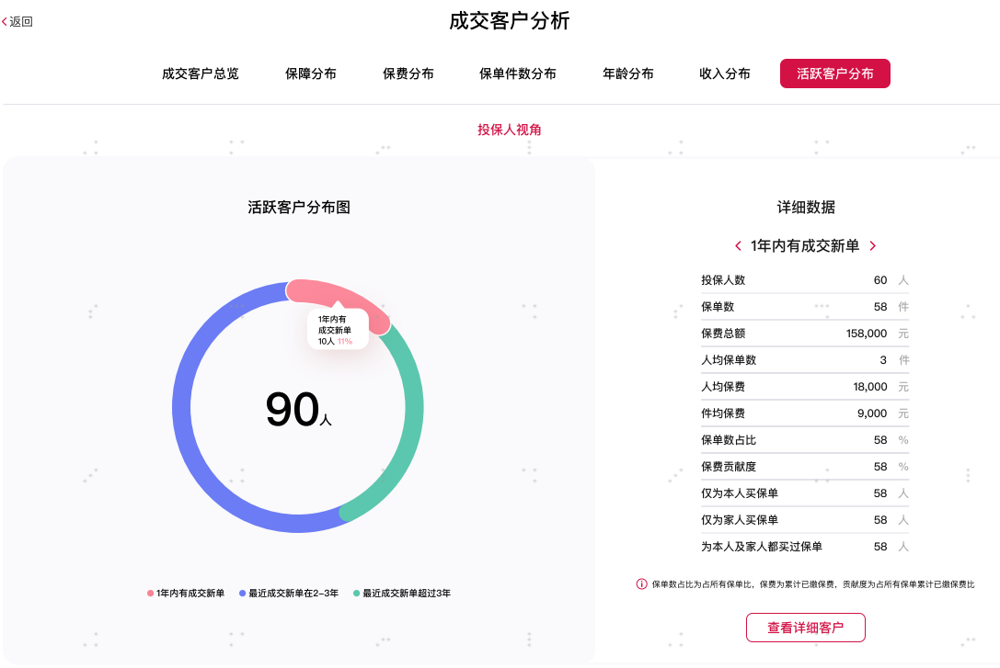 返回
成交客户分析
成交客户总览 保障分布 保费分布 保单件数分布 年龄分布 收入分布 活跃客户分布
投保人视角
活跃客户分布图
1年内有
成交新单
10人 11%
90人
1年内有成交新单 最近成交新单在2-3年 最近成交新单超过3年
详细数据
1年内有成交新单
投保人数 60 人
保单数 58 件
保费总额 158,000 元
人均保单数 3 件
人均保费 18,000 元
件均保费 9,000 元
保单数占比 58 %
保费贡献度 58 %
仅为本人买保单 58 人
仅为家人买保单 58 人
为本人及家人都买过保单 58 人
保单数占比为占所有保单比，保费为累计已缴保费，贡献度为占所有保单累计已缴保费比
查看详细客户